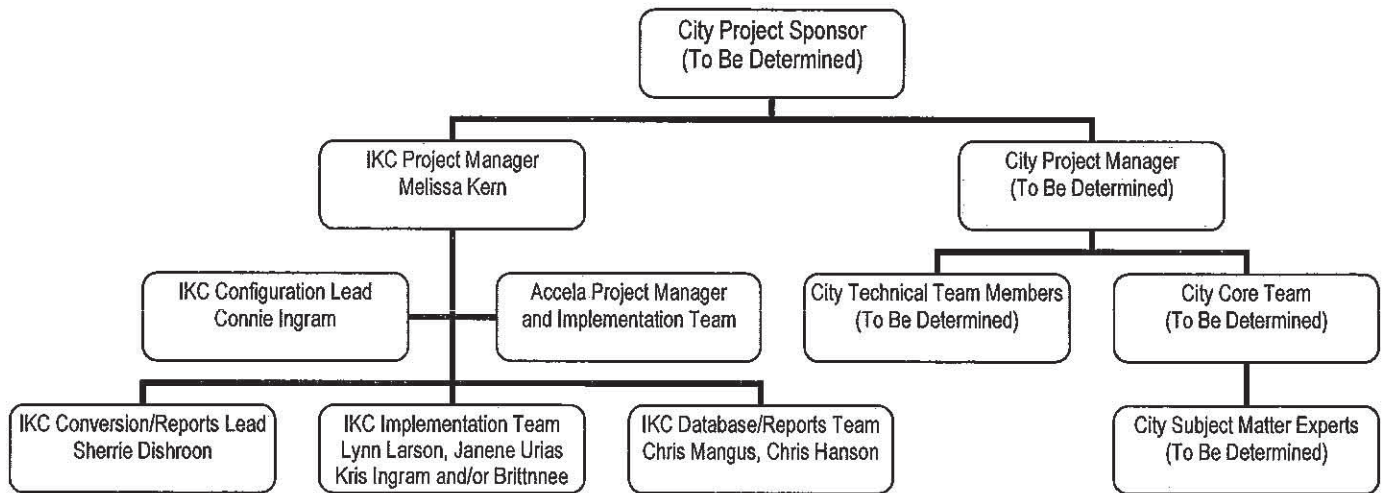 City Project Sponsor
(To Be Determined)
IKC Project Manager
Melissa Kern
City Project Manager
(To Be Determined)
IKC Configuration Lead
Connie Ingram
Accela Project Manager
and Implementation Team
City Technical Team Members
(To Be Determined)
City Core Team
(To Be Determined)
IKC Conversion/Reports Lead
Sherrie Dishroon
IKC Implementation Team
Lynn Larson, Janene Urias
Kris Ingram and/or Brittnnee
IKC Database/Reports Team
Chris Mangus, Chris Hanson
City Subject Matter Experts
(To Be Determined)